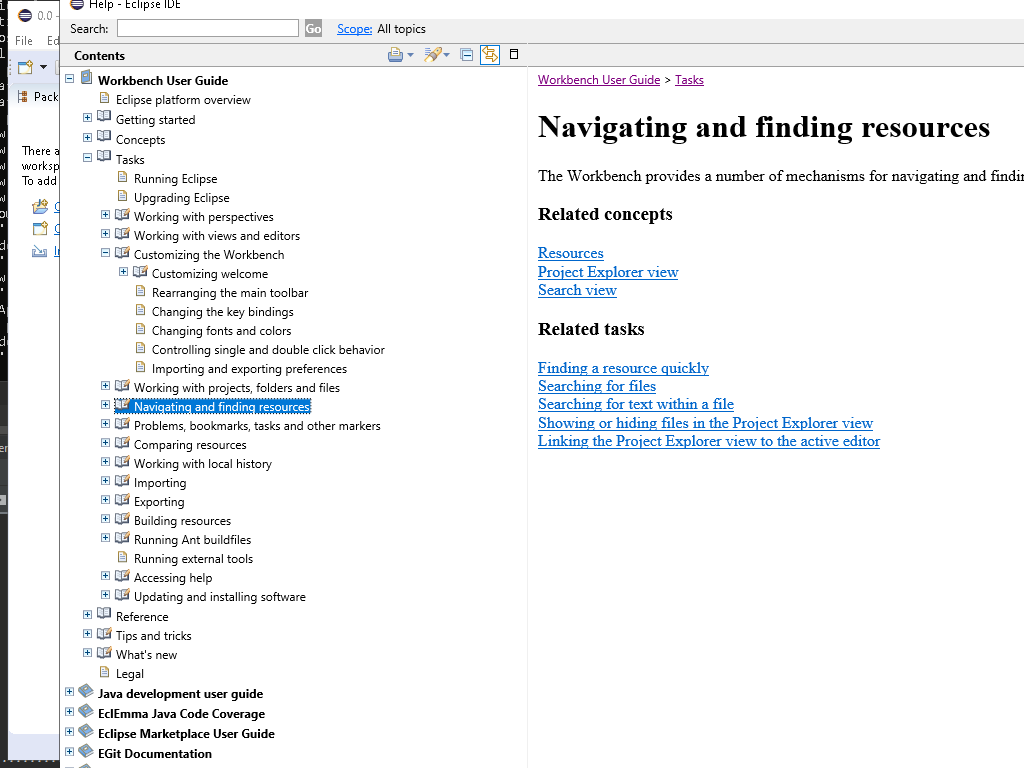 Help - Eclipse IDE
0.0 -
File Ed
Search: Go Scope: All topics
Contents
Pack
There a
worksp
To add
Workbench User Guide
Eclipse platform overview
Getting started
Concepts
Tasks
Running Eclipse
Upgrading Eclipse
Working with perspectives
Working with views and editors
Customizing the Workbench
Customizing welcome
Rearranging the main toolbar
Changing the key bindings
Changing fonts and colors
Controlling single and double click behavior
Importing and exporting preferences
Working with projects, folders and files
Navigating and finding resources
Problems, bookmarks, tasks and other markers
Comparing resources
Working with local history
Importing
Exporting
Building resources
Running Ant buildfiles
Running external tools
Accessing help
Updating and installing software
Reference
Tips and tricks
What's new
Legal
Java development user guide
EclEmma Java Code Coverage
Eclipse Marketplace User Guide
EGit Documentation
Workbench User Guide > Tasks
Navigating and finding resources
The Workbench provides a number of mechanisms for navigating and findin
Related concepts
Resources
Project Explorer view
Search view
Related tasks
Finding a resource quickly
Searching for files
Searching for text within a file
Showing or hiding files in the Project Explorer view
Linking the Project Explorer view to the active editor